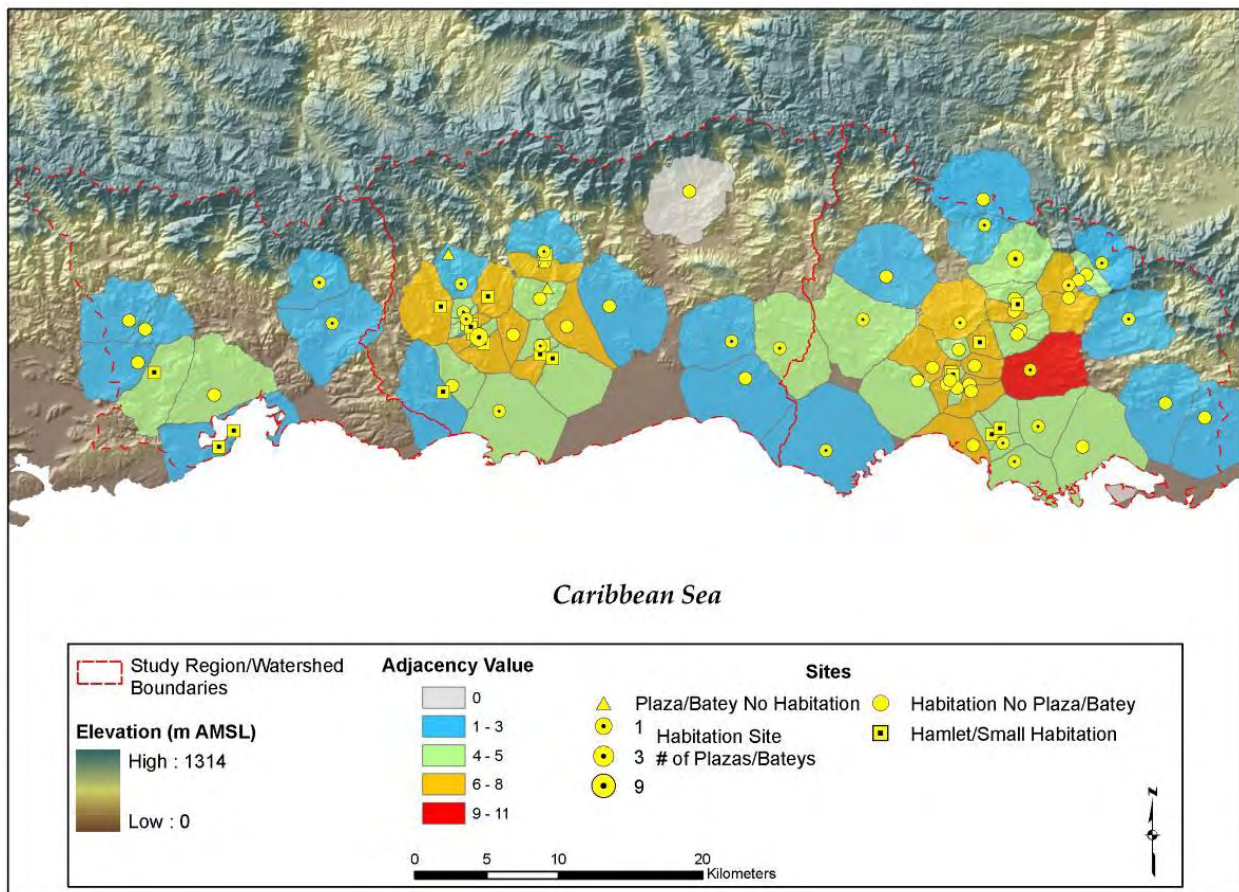 Caribbean Sea
Study Region/Watershed
Boundaries
Elevation (m AMSL)
High : 1314
Low : 0
Adjacency Value
0
1 - 3
4 - 5
6 - 8
9 - 11
Sites
Plaza/Batey No Habitation
1
Habitation Site
3
# of Plazas/Bateys
9
Habitation No Plaza/Batey
Hamlet/Small Habitation
N
0 5 10 20
Kilometers